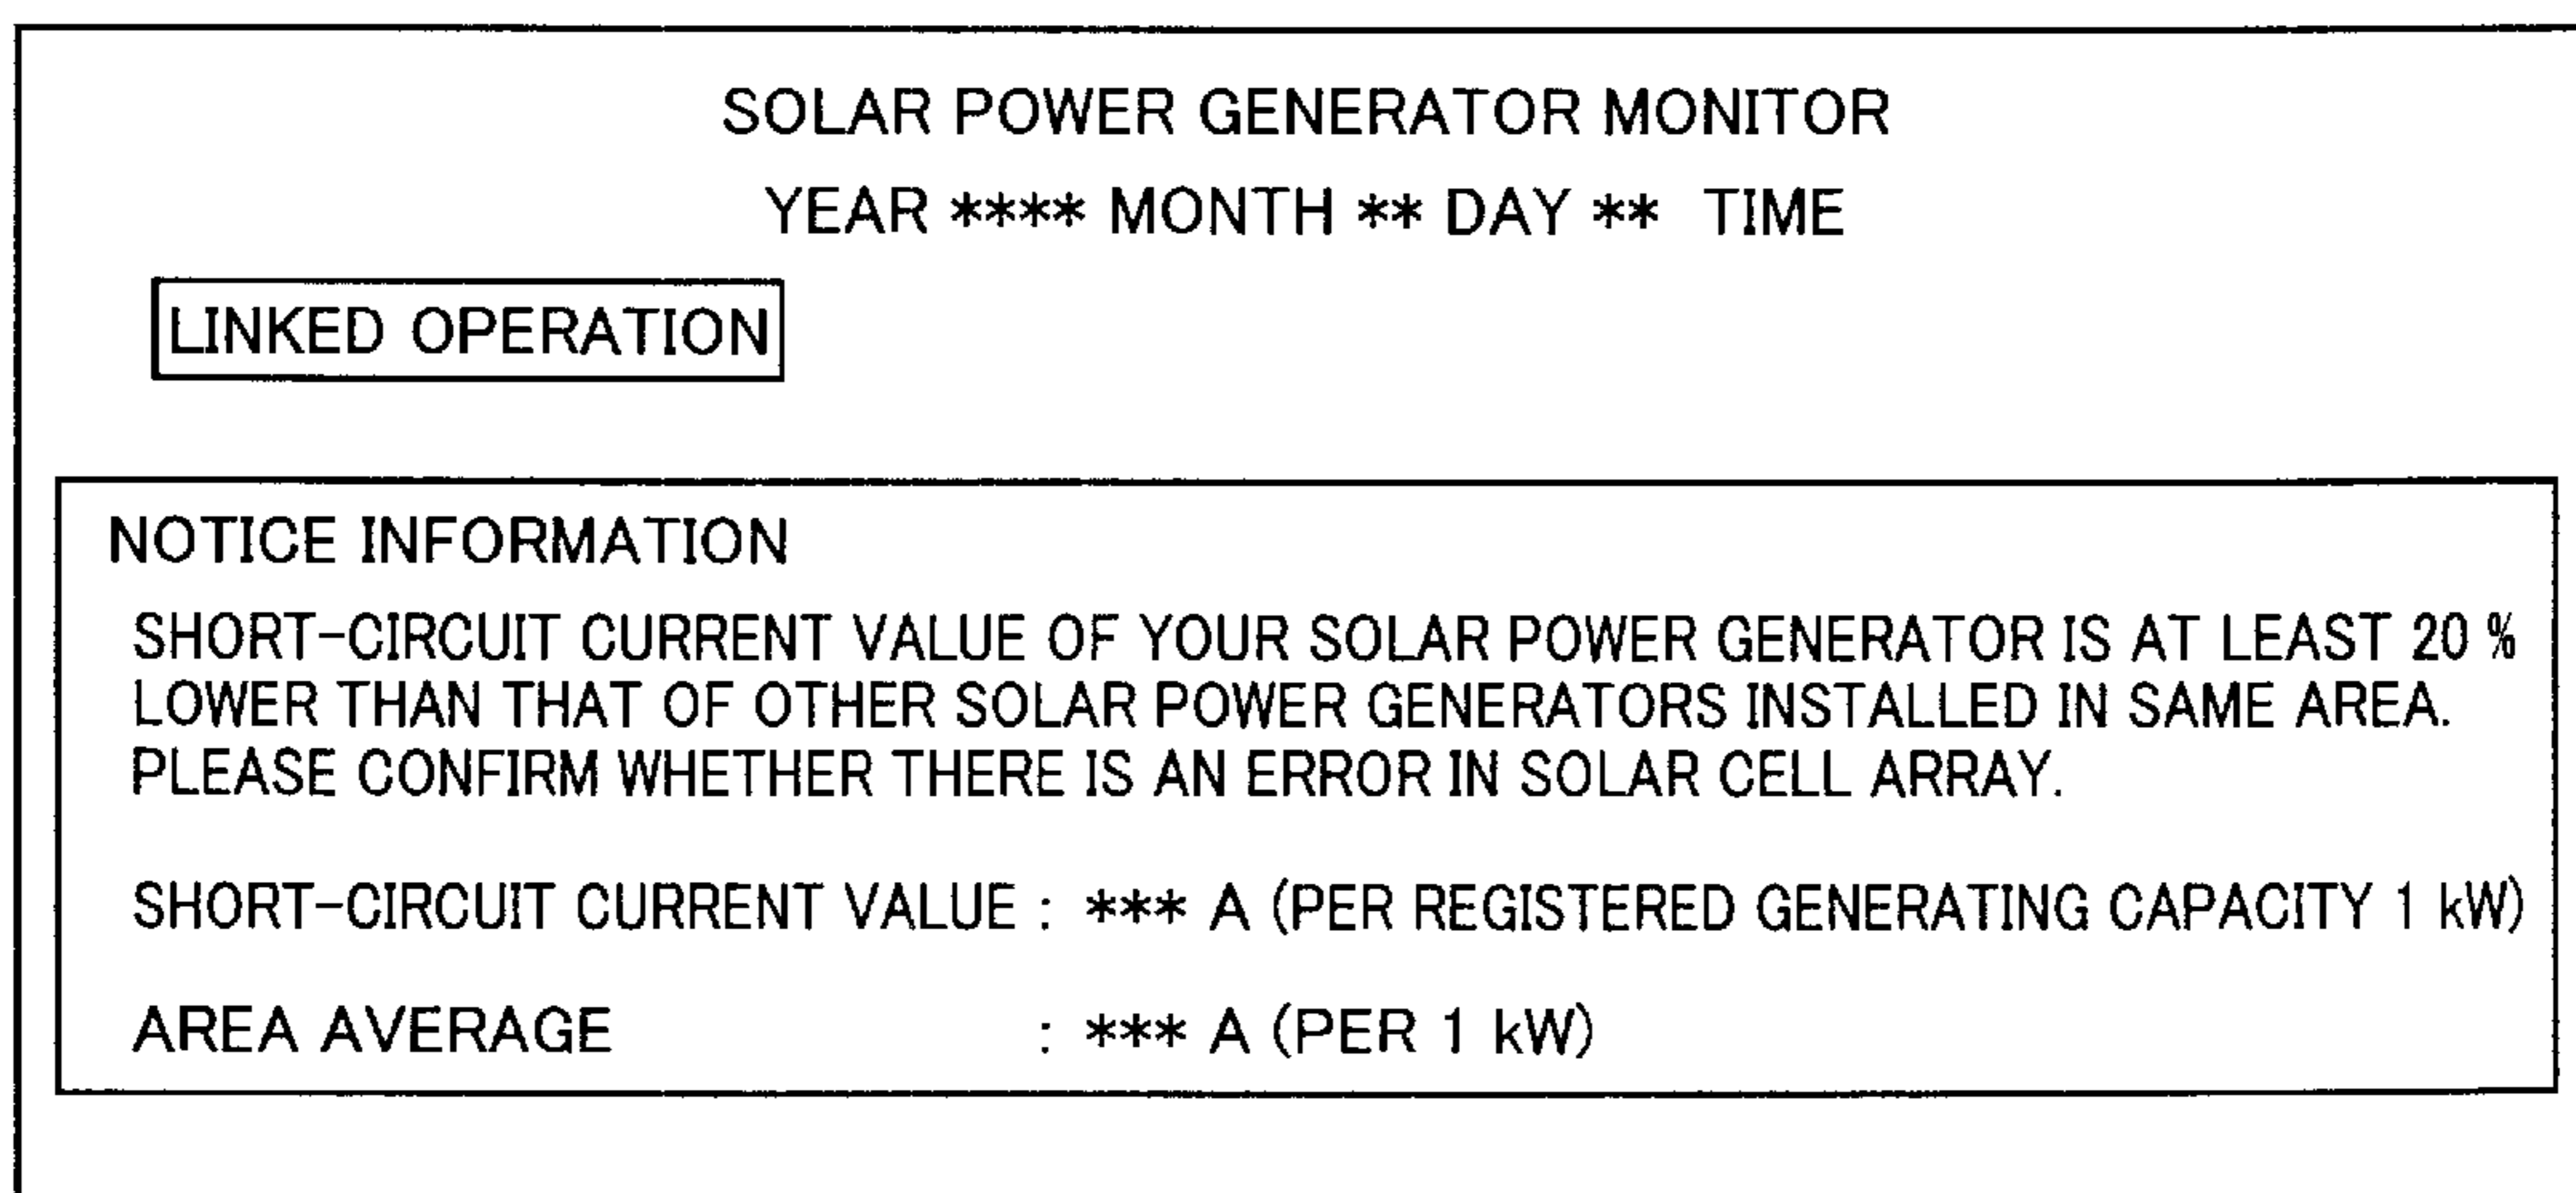 SOLAR POWER GENERATOR MONITOR
YEAR **** MONTH ** DAY ** TIME
LINKED OPERATION
NOTICE INFORMATION
SHORT-CIRCUIT CURRENT VALUE OF YOUR SOLAR POWER GENERATOR IS AT LEAST 20 %
LOWER THAN THAT OF OTHER SOLAR POWER GENERATORS INSTALLED IN SAME AREA.
PLEASE CONFIRM WHETHER THERE IS AN ERROR IN SOLAR CELL ARRAY.
SHORT-CIRCUIT CURRENT VALUE : *** A (PER REGISTERED GENERATING CAPACITY 1 kW)
AREA AVERAGE : *** A (PER 1 kW)